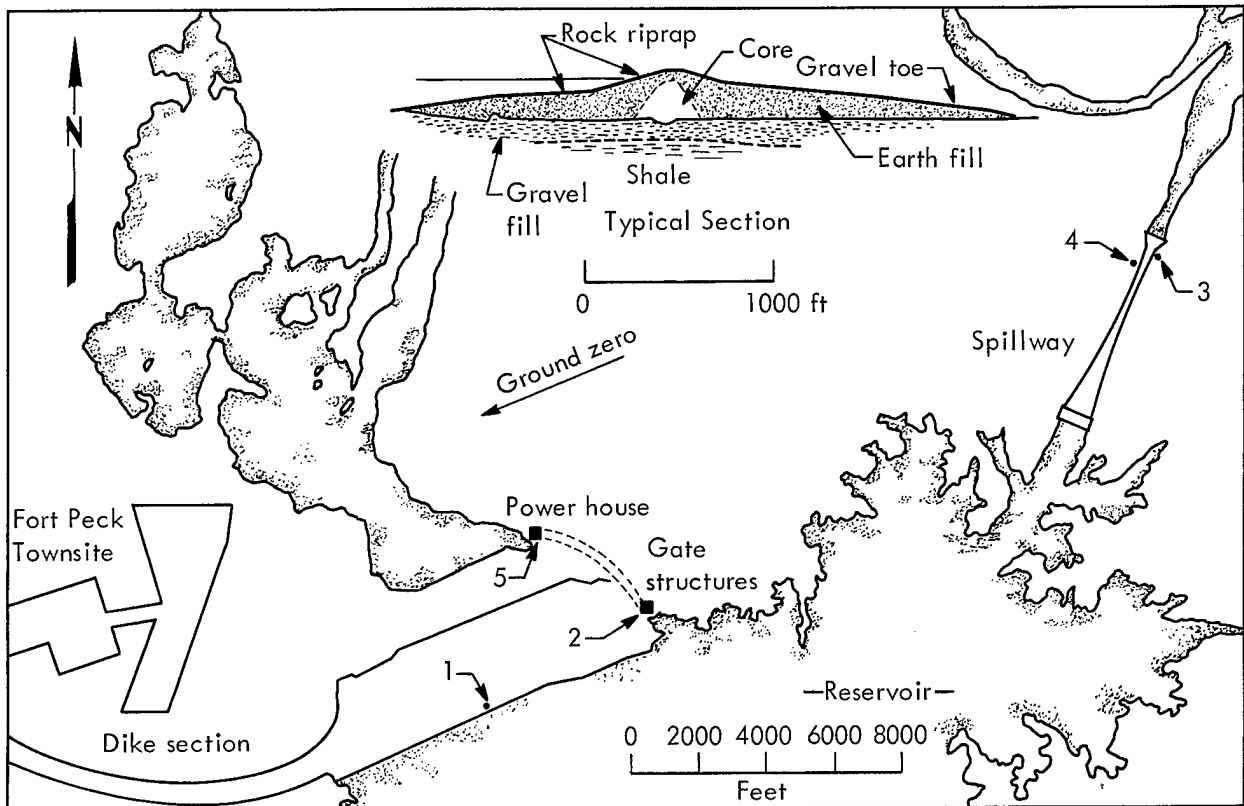 N
Rock riprap
Core
Gravel toe
Gravel
fill
Shale
Earth fill
Typical Section
0 1000 ft
4
3
Spillway
Ground zero
Fort Peck
Townsite
Power house
5
Gate
structures
2
1
Reservoir
Dike section
0 2000 4000 6000 8000
Feet